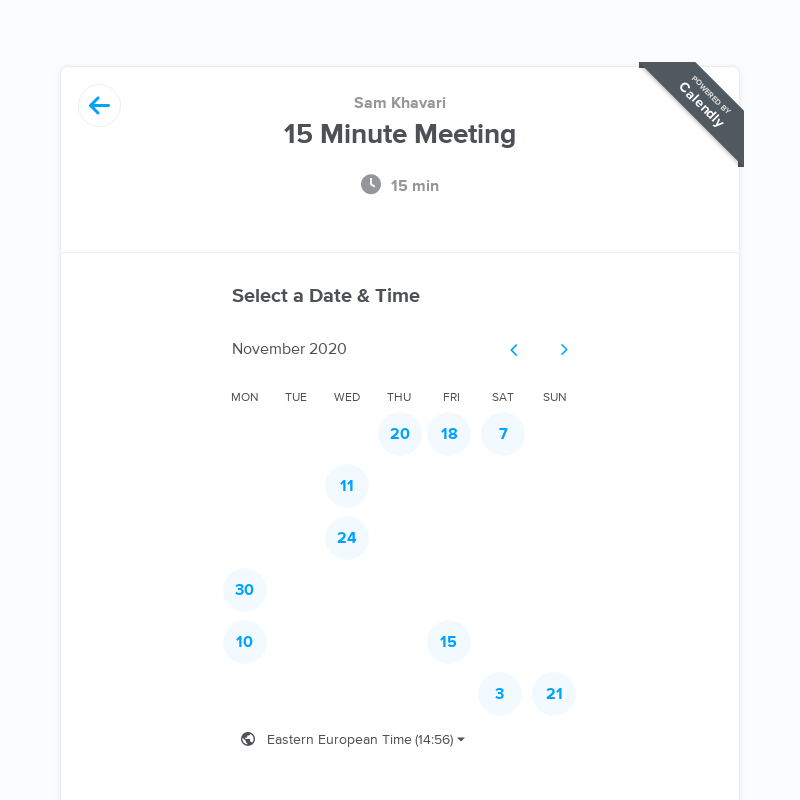 Sam Khavari
15 Minute Meeting
15 min
POWERED BY
Calendly
Select a Date & Time
November 2020
MON TUE WED THU FRI SAT SUN
20 18 7
11
24
30
10 15
3 21
Eastern European Time (14:56)